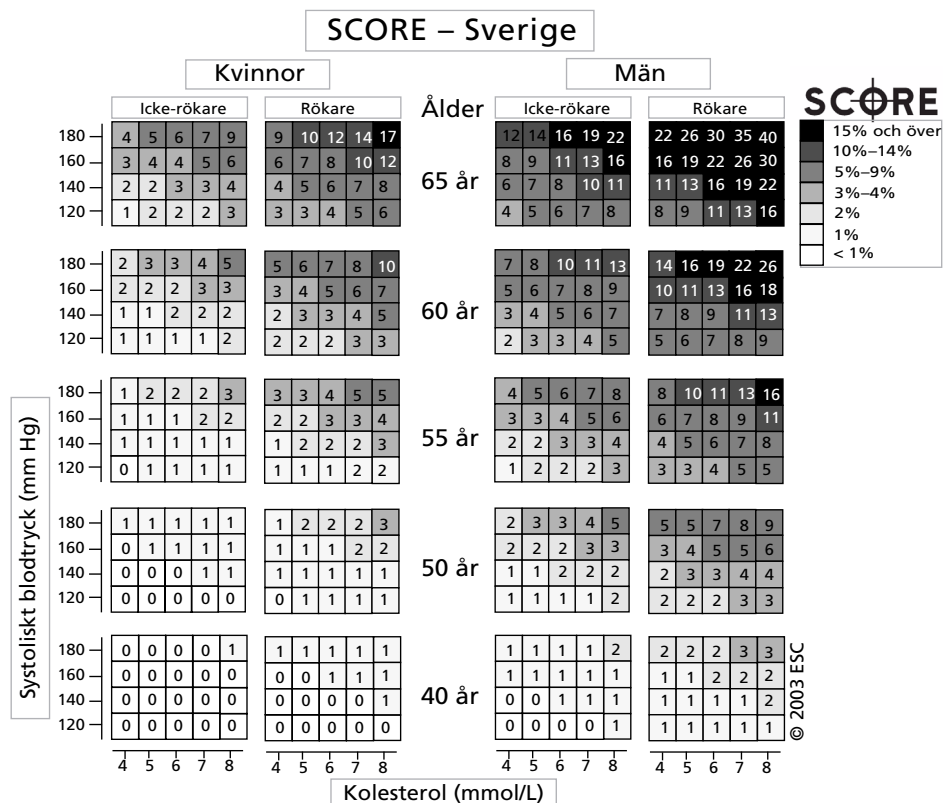 SCORE – Sverige
Kvinnor Män
Icke-rökare Rökare Ålder Icke-rökare Rökare
SCORE
15% och över
10%–14%
5%–9%
3%–4%
2%
1%
< 1%
180 4 5 6 7 9 9 10 12 14 17 12 14 16 19 22 22 26 30 35 40
160 3 4 4 5 6 6 7 8 10 12 8 9 11 13 16 16 19 22 26 30
65 år
140 2 2 3 3 4 4 5 6 7 8 6 7 8 10 11 11 13 16 19 22
120 1 2 2 2 3 3 3 4 5 6 4 5 6 7 8 8 9 11 13 16
180 2 3 3 4 5 5 6 7 8 10 7 8 10 11 13 14 16 19 22 26
160 2 2 2 3 3 3 4 5 6 7 5 6 7 8 9 10 11 13 16 18
60 år
140 1 1 2 2 2 2 3 3 4 5 3 4 5 6 7 7 8 9 11 13
120 1 1 1 1 2 2 2 2 3 3 2 3 3 4 5 5 6 7 8 9
180 1 2 2 2 3 3 3 4 5 5 4 5 6 7 8 8 10 11 13 16
160 1 1 1 2 2 2 2 3 3 4 3 3 4 5 6 6 7 8 9 11
55 år
140 1 1 1 1 1 1 2 2 2 3 2 2 3 3 4 4 5 6 7 8
120 0 1 1 1 1 1 1 1 2 2 1 2 2 2 3 3 3 4 5 5
180 1 1 1 1 1 1 2 2 2 3 2 3 3 4 5 5 5 7 8 9
160 0 1 1 1 1 1 1 1 2 2 2 2 2 3 3 3 4 5 5 6
50 år
140 0 0 0 1 1 1 1 1 1 1 1 1 2 2 2 2 3 3 4 4
120 0 0 0 0 0 0 1 1 1 1 1 1 1 1 2 2 2 2 3 3
180 0 0 0 0 1 1 1 1 1 1 1 1 1 1 2 2 2 2 3 3
160 0 0 0 0 0 0 0 1 1 1 1 1 1 1 1 1 1 2 2 2
40 år
140 0 0 0 0 0 0 0 0 0 1 0 0 1 1 1 1 1 1 1 2
120 0 0 0 0 0 0 0 0 0 0 0 0 0 0 1 1 1 1 1 1
4 5 6 7 8 4 5 6 7 8 4 5 6 7 8 4 5 6 7 8
Kolesterol (mmol/L)
Systoliskt blodtryck (mm Hg)
© 2003 ESC